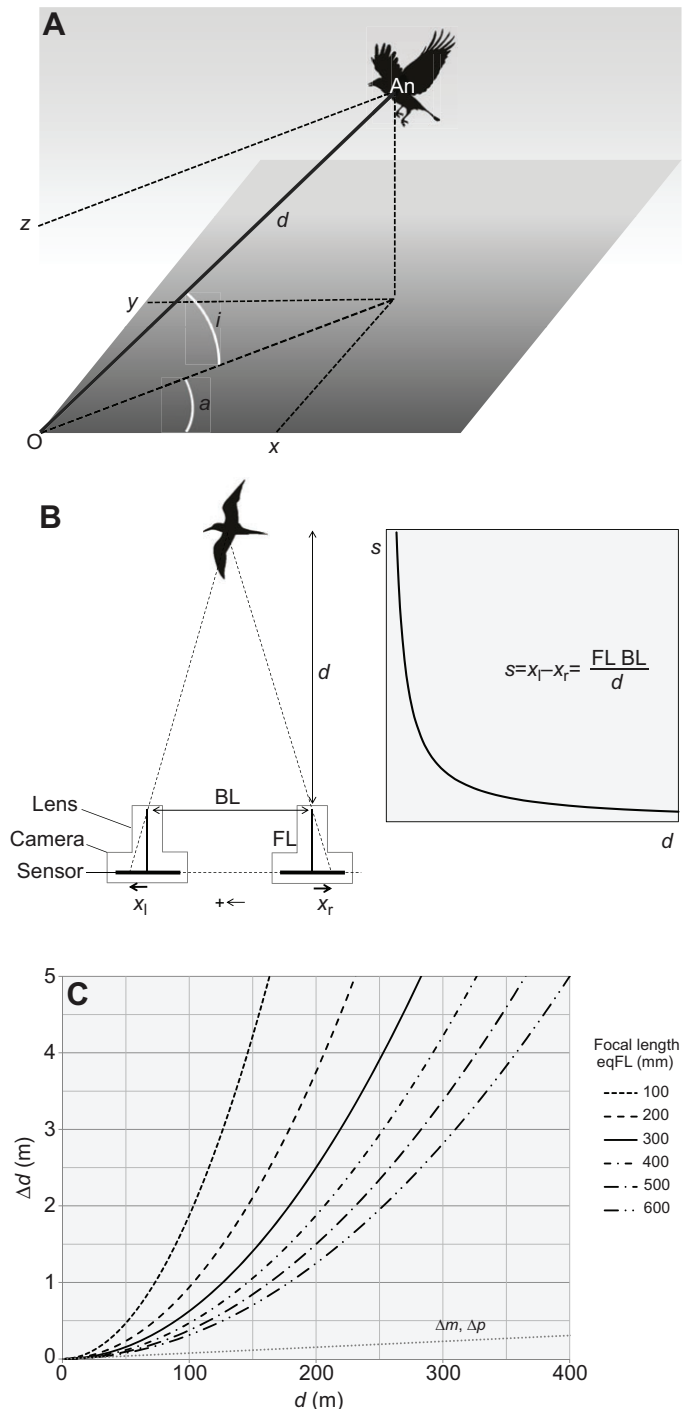 A
An
z
d
y
i
a
O
x
B
s
s=xl–xr= FL BL
d
d
d
BL
Lens
Camera
FL
Sensor
xl
+←
xr
C
5
4
3
2
1
0
Δd (m)
Δm, Δp
0
100
200
300
400
d (m)
Focal length
eqFL (mm)
100
200
300
400
500
600